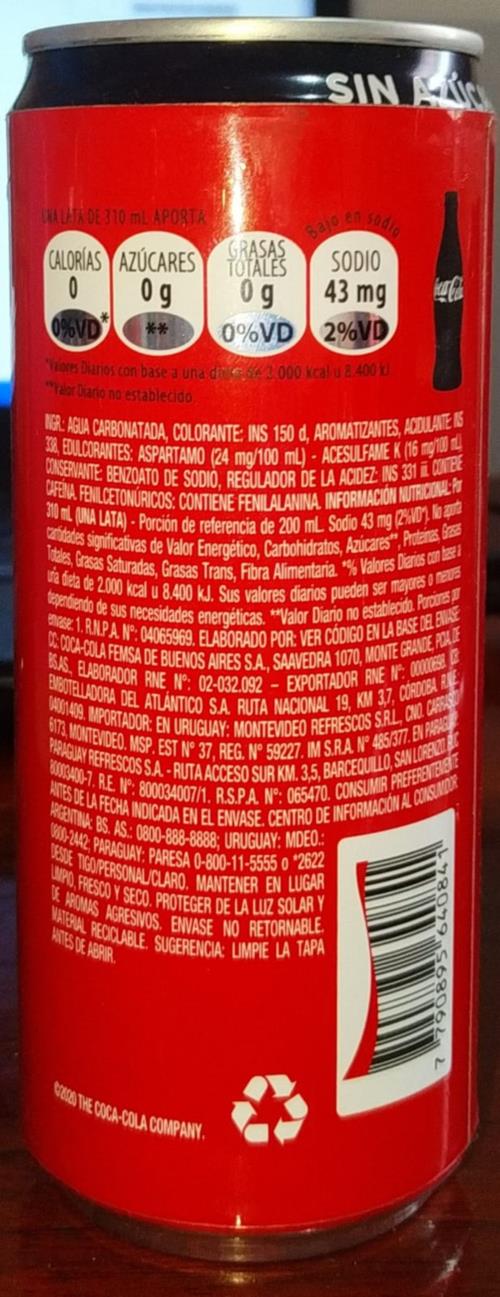 SIN AZÚC
UNA LATA DE 310 mL APORTA
Bajo en sodio
CALORÍAS
0
0%VD*
AZÚCARES
0 g
**
GRASAS
TOTALES
0 g
0%VD
SODIO
43 mg
2%VD
Coca-Cola
*Valores Diarios con base a una dieta de 2.000 kcal u 8.400 kJ.
**Valor Diario no establecido.
INGR.: AGUA CARBONATADA, COLORANTE: INS 150 d, AROMATIZANTES, ACIDULANTE: INS
338, EDULCORANTES: ASPARTAMO (24 mg/100 mL) - ACESULFAME K (16 mg/100 mL),
CONSERVANTE: BENZOATO DE SODIO, REGULADOR DE LA ACIDEZ: INS 331 iii. CONTIENE
CAFEÍNA. FENILCETONÚRICOS: CONTIENE FENILALANINA. INFORMACIÓN NUTRICIONAL: Por
310 mL (UNA LATA) - Porción de referencia de 200 mL. Sodio 43 mg (2%VD*). No aporta
cantidades significativas de Valor Energético, Carbohidratos, Azúcares**, Proteínas, Grasas
Totales, Grasas Saturadas, Grasas Trans, Fibra Alimentaria. *% Valores Diarios con base a
una dieta de 2.000 kcal u 8.400 kJ. Sus valores diarios pueden ser mayores o menores
dependiendo de sus necesidades energéticas. **Valor Diario no establecido. Porciones por
envase: 1. R.N.P.A. N°: 04065969. ELABORADO POR: VER CÓDIGO EN LA BASE DEL ENVASE:
CC: COCA-COLA FEMSA DE BUENOS AIRES S.A., SAAVEDRA 1070, MONTE GRANDE, PCIA. DE
BS.AS., ELABORADOR RNE N°: 02-032.092 - EXPORTADOR RNE N°:
EMBOTELLADORA DEL ATLÁNTICO S.A. RUTA NACIONAL 19, KM 3,7, CÓRDOBA, R.N.E.
04001409. IMPORTADOR: EN URUGUAY: MONTEVIDEO REFRESCOS S.R.L., CNO. CARRASCO
6173, MONTEVIDEO. MSP. EST N° 37, REG. N° 59227. IM S.R.A. N° 485/377. EN PARAGUAY:
PARAGUAY REFRESCOS S.A. - RUTA ACCESO SUR KM. 3,5, BARCEQUILLO, SAN LORENZO,
80003400-7. R.E. N°: 800034007/1. R.S.P.A. N°: 065470. CONSUMIR PREFERENTEMENTE
ANTES DE LA FECHA INDICADA EN EL ENVASE. CENTRO DE INFORMACIÓN AL CONSUMIDOR:
ARGENTINA: BS. AS.: 0800-888-8888; URUGUAY: MDEO.:
0800-2442; PARAGUAY: PARESA 0-800-11-5555 o *2622
DESDE TIGO/PERSONAL/CLARO. MANTENER EN LUGAR
LIMPIO, FRESCO Y SECO. PROTEGER DE LA LUZ SOLAR Y
DE AROMAS AGRESIVOS. ENVASE NO RETORNABLE.
MATERIAL RECICLABLE. SUGERENCIA: LIMPIE LA TAPA
ANTES DE ABRIR.
7 790895 640841
©2020 THE COCA-COLA COMPANY.